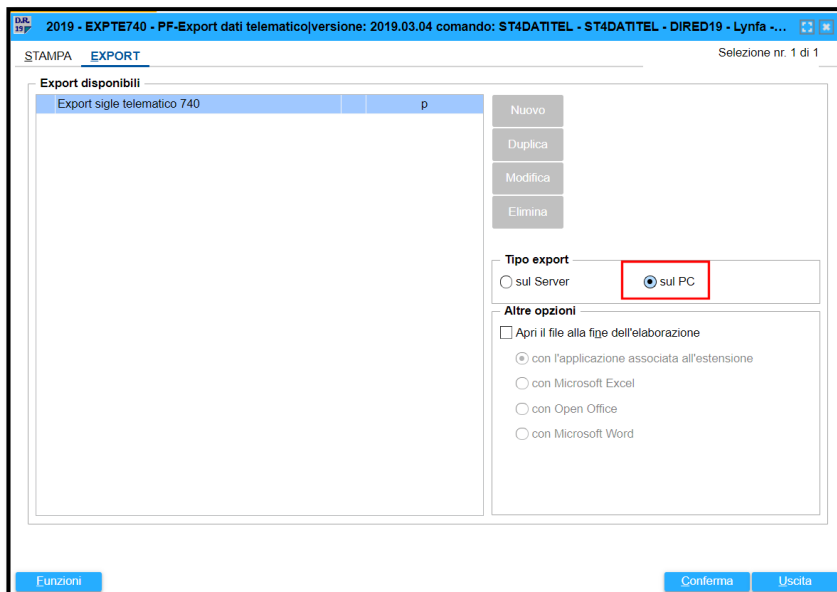 D.R.
19 PF
2019 - EXPTE740 - PF-Export dati telematico|versione: 2019.03.04 comando: ST4DATITEL - ST4DATITEL - DIRED19 - Lynfa -...
STAMPA EXPORT
Selezione nr. 1 di 1
Export disponibili
Export sigle telematico 740 p
Nuovo
Duplica
Modifica
Elimina
Tipo export
sul Server sul PC
Altre opzioni
Apri il file alla fine dell'elaborazione
con l'applicazione associata all'estensione
con Microsoft Excel
con Open Office
con Microsoft Word
Funzioni Conferma Uscita